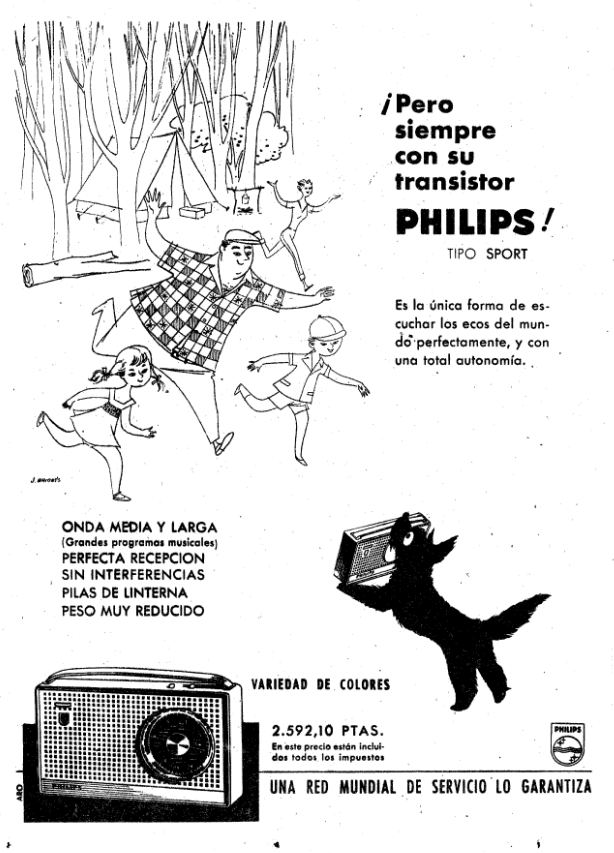 ¡Pero
siempre
con su
transistor
PHILIPS!
TIPO SPORT
Es la única forma de es-
cuchar los ecos del mun-
do perfectamente, y con
una total autonomía.
ONDA MEDIA Y LARGA
(Grandes programas musicales)
PERFECTA RECEPCION
SIN INTERFERENCIAS
PILAS DE LINTERNA
PESO MUY REDUCIDO
VARIEDAD DE COLORES
2.592,10 PTAS.
En este precio están inclui-
dos todos los impuestos
PHILIPS
PHILIPS
UNA RED MUNDIAL DE SERVICIO LO GARANTIZA
ARO